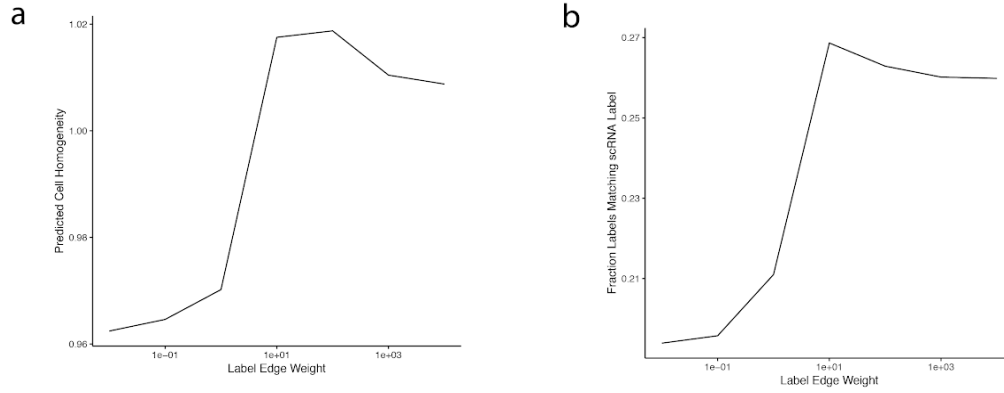 a
1.02
1.00
0.98
0.96
Predicted Cell Homogeneity
1e−01
1e+01
1e+03
Label Edge Weight
b
0.27
0.25
0.23
0.21
Fraction Labels Matching scRNA Label
1e−01
1e+01
1e+03
Label Edge Weight